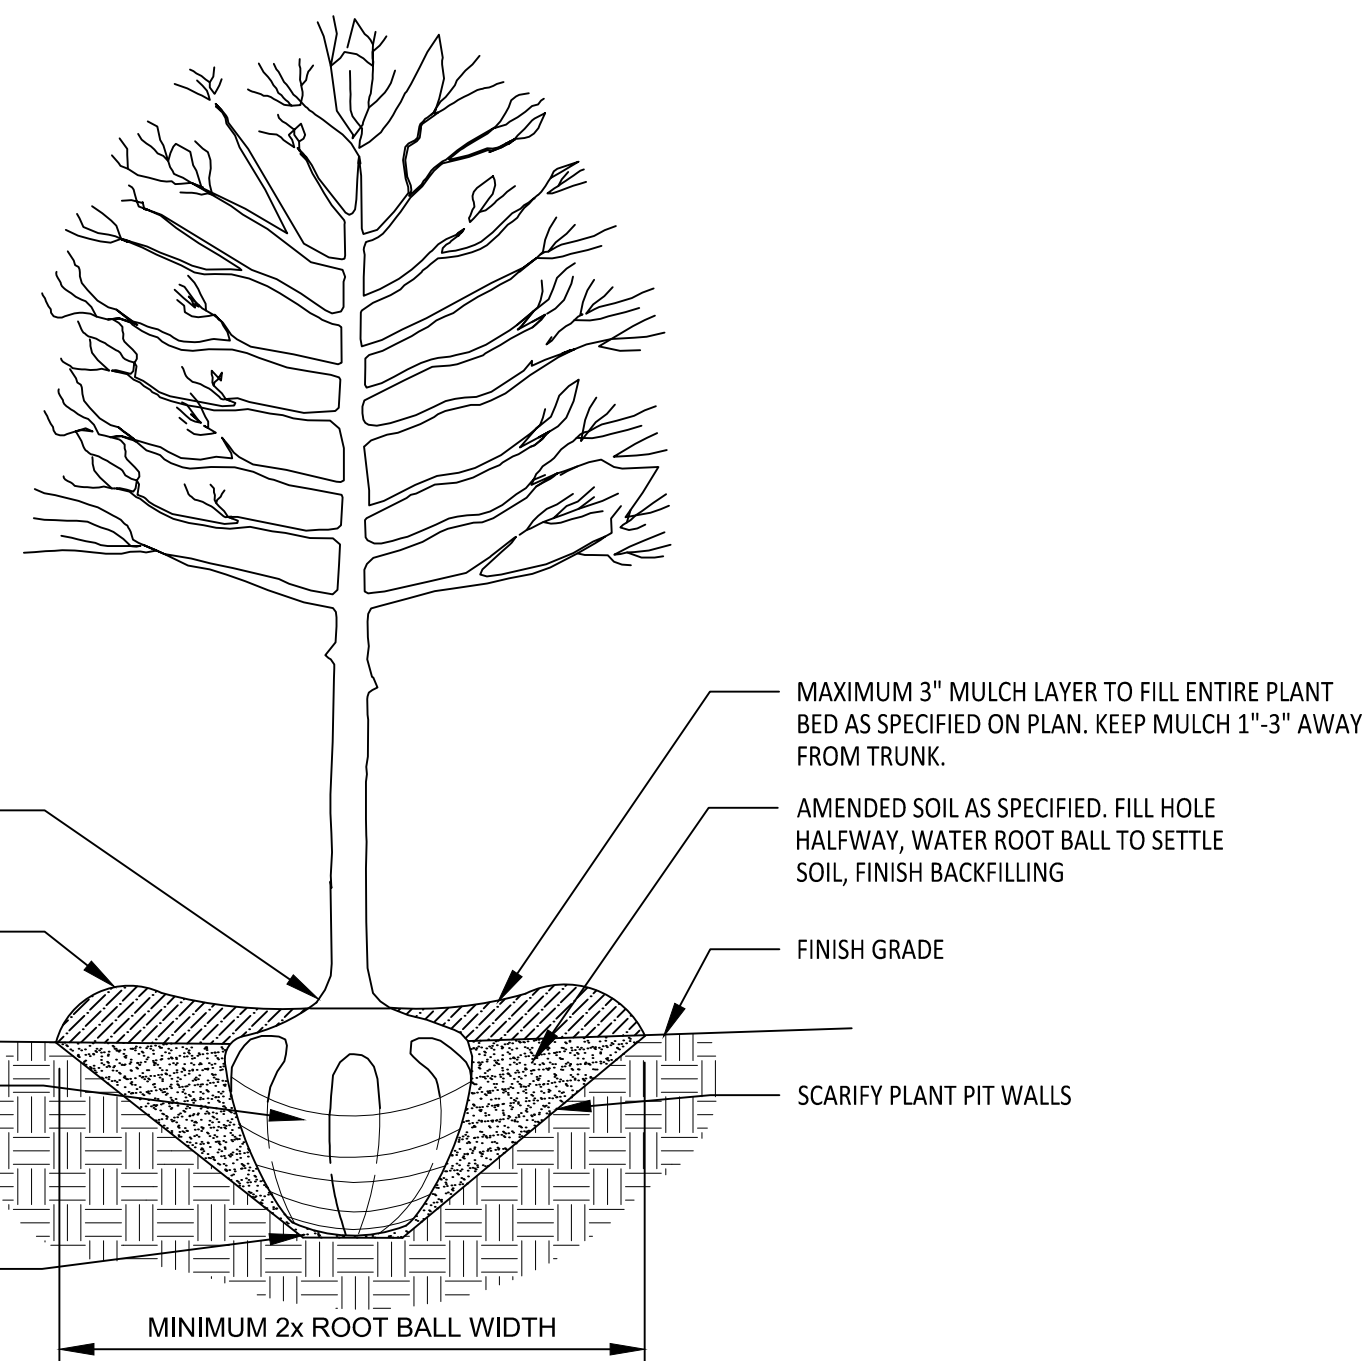 MAXIMUM 3" MULCH LAYER TO FILL ENTIRE PLANT
BED AS SPECIFIED ON PLAN. KEEP MULCH 1"-3" AWAY
FROM TRUNK.
AMENDED SOIL AS SPECIFIED. FILL HOLE
HALFWAY, WATER ROOT BALL TO SETTLE
SOIL, FINISH BACKFILLING
FINISH GRADE
SCARIFY PLANT PIT WALLS
MINIMUM 2x ROOT BALL WIDTH